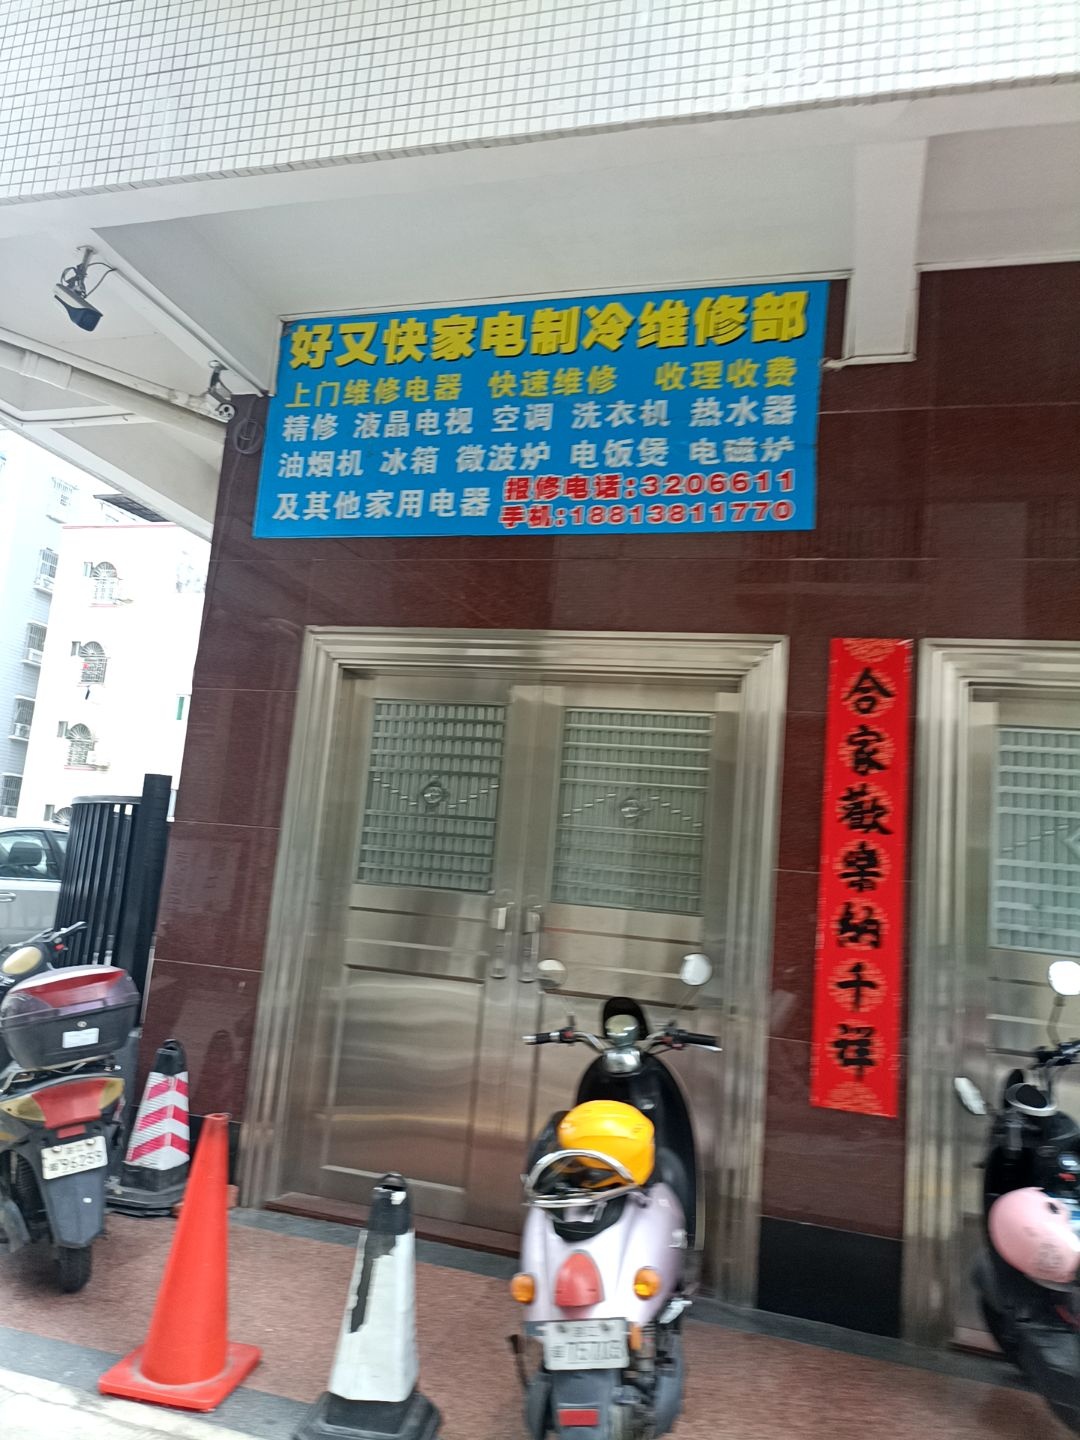 好又快家电制冷维修部
上门维修电器 快速维修 收理收费
精修 液晶电视 空调 洗衣机 热水器
油烟机 冰箱 微波炉 电饭煲 电磁炉
及其他家用电器
报修电话:3206611
手机:18813811770
合家歡樂納千祥
96259